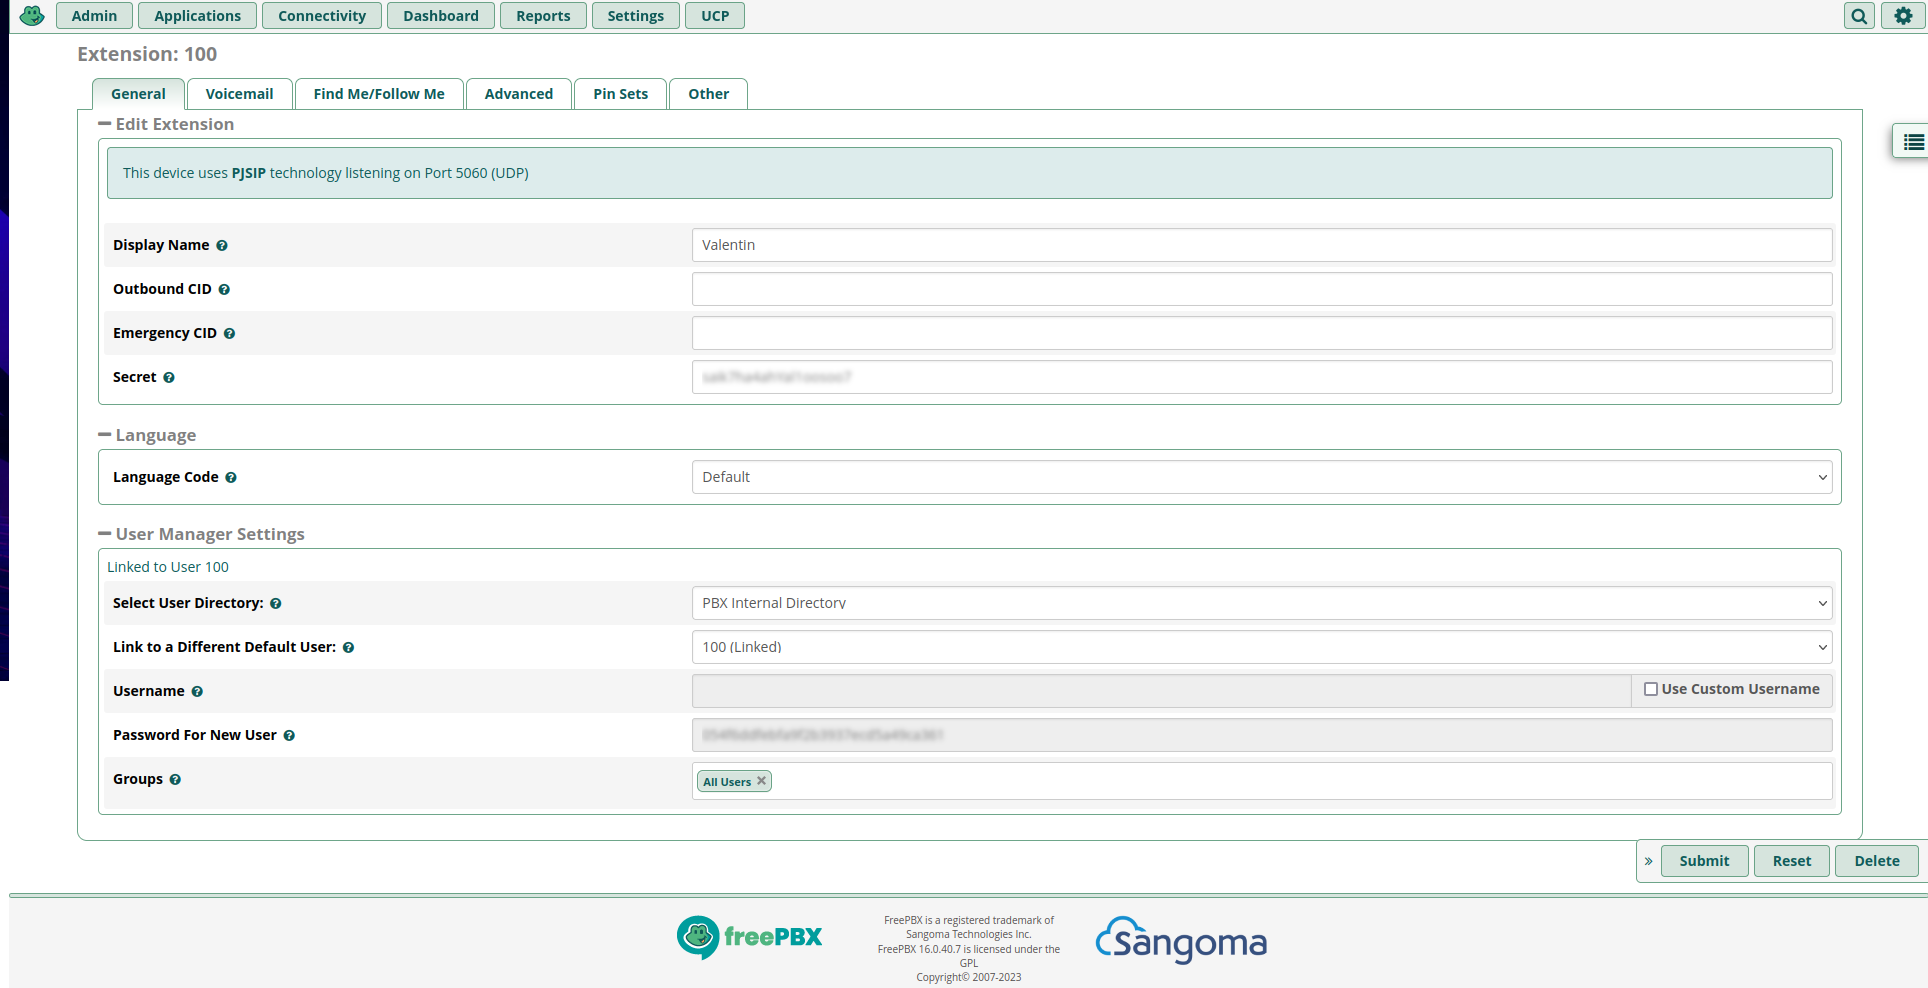 Admin Applications Connectivity Dashboard Reports Settings UCP
Extension: 100
General Voicemail Find Me/Follow Me Advanced Pin Sets Other
Edit Extension
This device uses PJSIP technology listening on Port 5060 (UDP)
Display Name Valentin
Outbound CID
Emergency CID
Secret
Language
Language Code Default
User Manager Settings
Linked to User 100
Select User Directory: PBX Internal Directory
Link to a Different Default User: 100 (Linked)
Username Use Custom Username
Password For New User
Groups All Users
» Submit Reset Delete
freePBX
FreePBX is a registered trademark of
Sangoma Technologies Inc.
FreePBX 16.0.40.7 is licensed under the
GPL
Copyright© 2007-2023
Sangoma